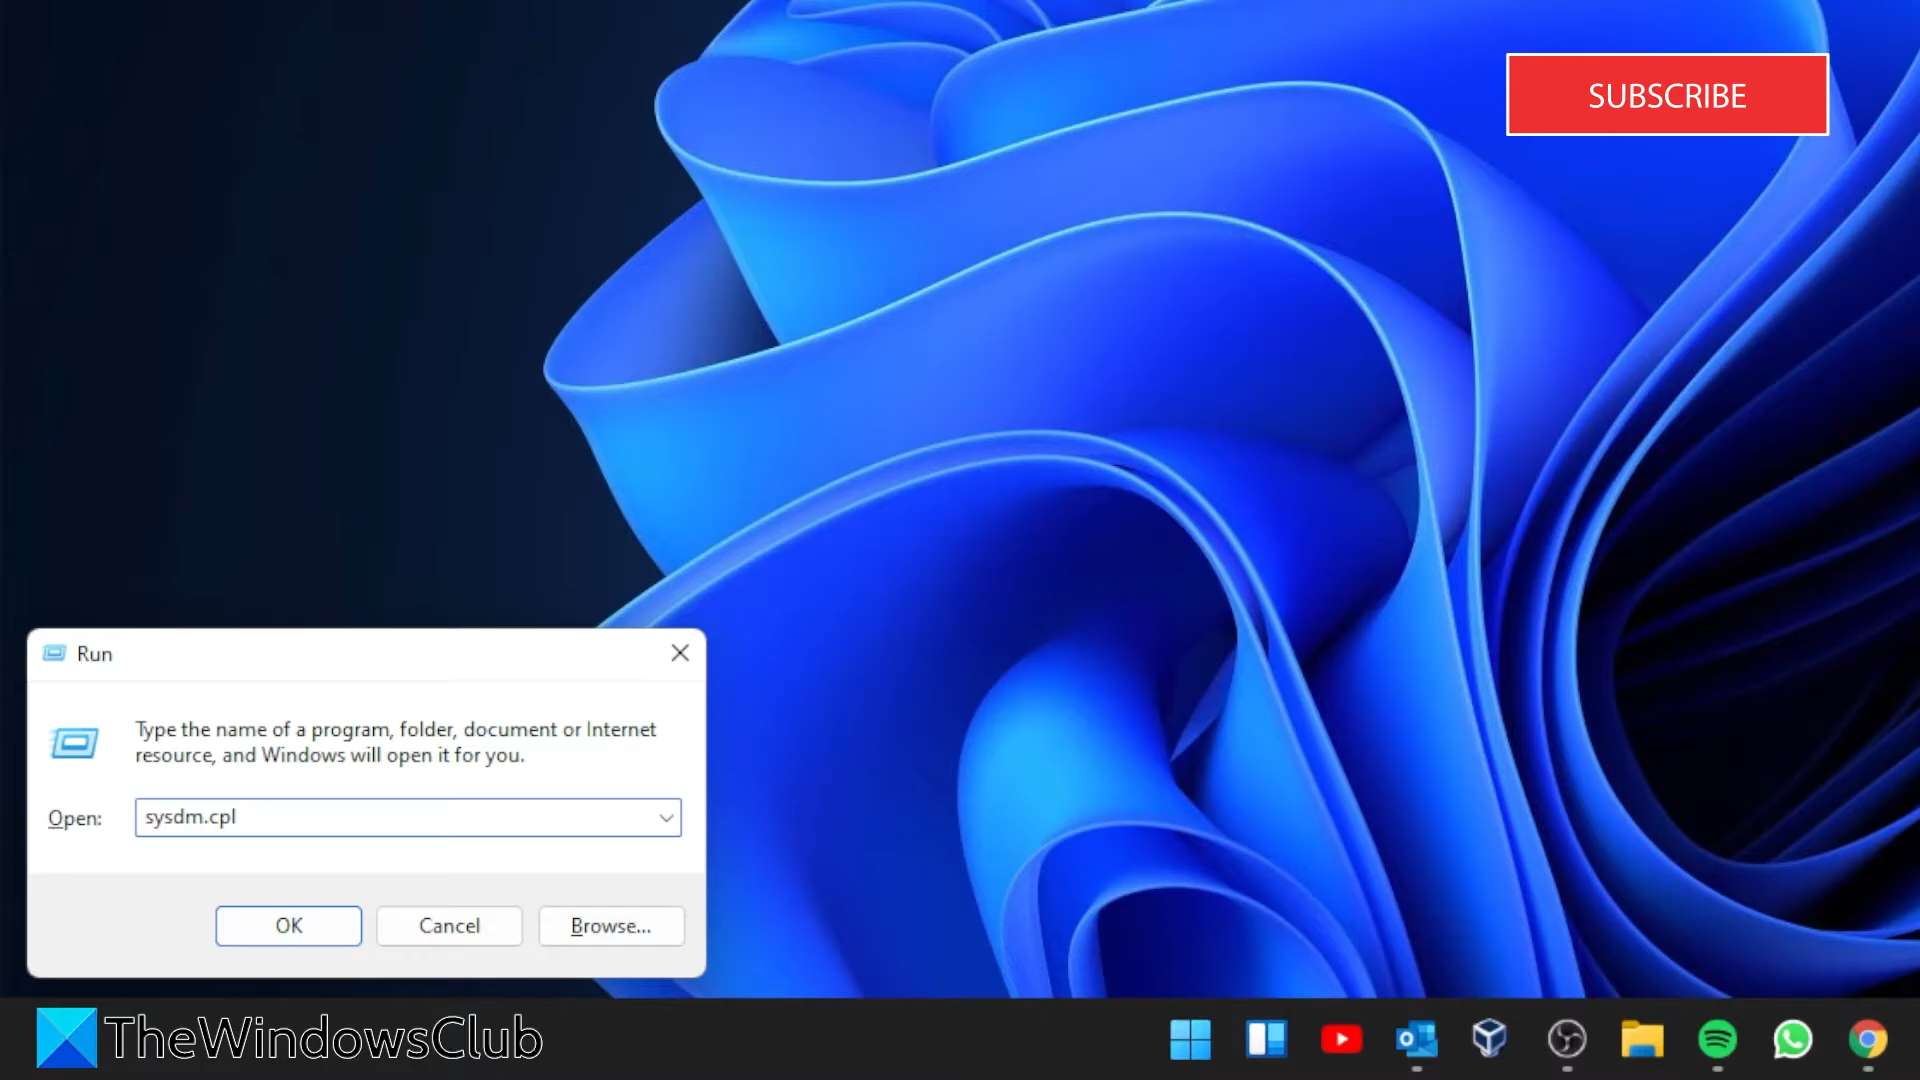 SUBSCRIBE
Run
Type the name of a program, folder, document or Internet
resource, and Windows will open it for you.
Open:
sysdm.cpl
OK
Cancel
Browse...
TheWindowsClub